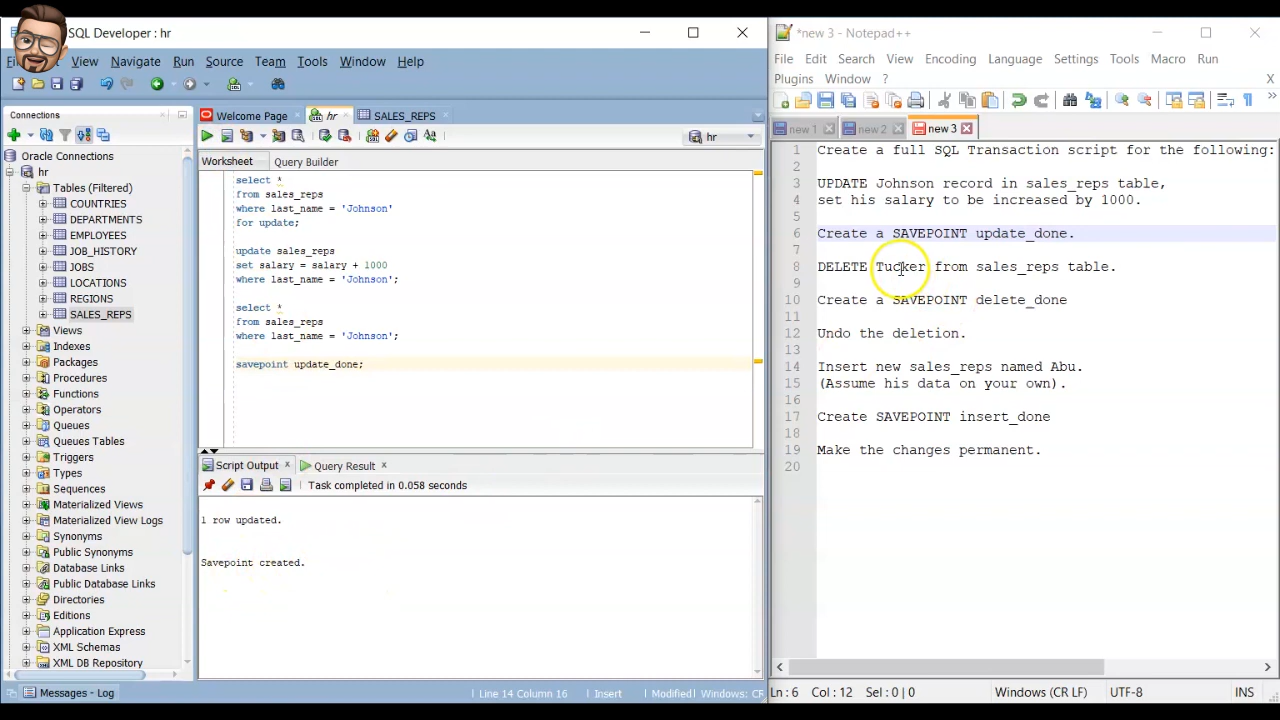 SQL Developer : hr
View Navigate Run Source Team Tools Window Help
Connections
Oracle Connections
hr
Tables (Filtered)
COUNTRIES
DEPARTMENTS
EMPLOYEES
JOB_HISTORY
JOBS
LOCATIONS
REGIONS
SALES_REPS
Views
Indexes
Packages
Procedures
Functions
Operators
Queues
Queues Tables
Triggers
Types
Sequences
Materialized Views
Materialized View Logs
Synonyms
Public Synonyms
Database Links
Public Database Links
Directories
Editions
Application Express
XML Schemas
XML DB Repository
Messages - Log
Welcome Page hr SALES_REPS
hr
Worksheet Query Builder
select *
from sales_reps
where last_name = 'Johnson'
for update;
update sales_reps
set salary = salary + 1000
where last_name = 'Johnson';
select *
from sales_reps
where last_name = 'Johnson';
savepoint update_done;
Script Output Query Result
Task completed in 0.058 seconds
1 row updated.
Savepoint created.
Line 14 Column 16 Insert Modified Windows: CR
*new 3 - Notepad++
File Edit Search View Encoding Language Settings Tools Macro Run
Plugins Window ? X
new 1 new 2 new 3
1 Create a full SQL Transaction script for the following:
2
3 UPDATE Johnson record in sales_reps table,
4 set his salary to be increased by 1000.
5
6 Create a SAVEPOINT update_done.
7
8 DELETE Tucker from sales_reps table.
9
10 Create a SAVEPOINT delete_done
11
12 Undo the deletion.
13
14 Insert new sales_reps named Abu.
15 (Assume his data on your own).
16
17 Create SAVEPOINT insert_done
18
19 Make the changes permanent.
20
Ln : 6 Col : 12 Sel : 0 | 0 Windows (CR LF) UTF-8 INS